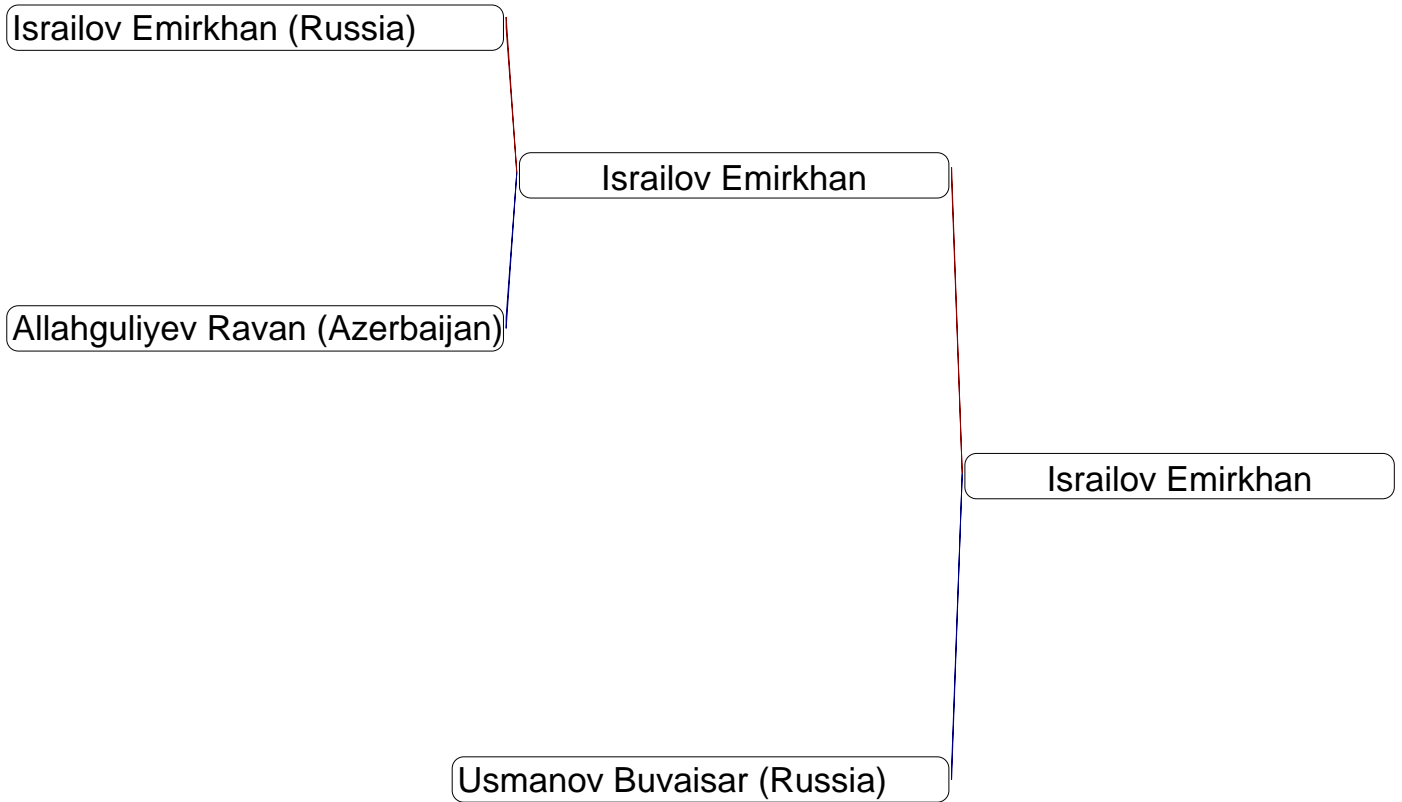 Israilov Emirkhan (Russia)
Israilov Emirkhan
Allahguliyev Ravan (Azerbaijan)
Israilov Emirkhan
Usmanov Buvaisar (Russia)